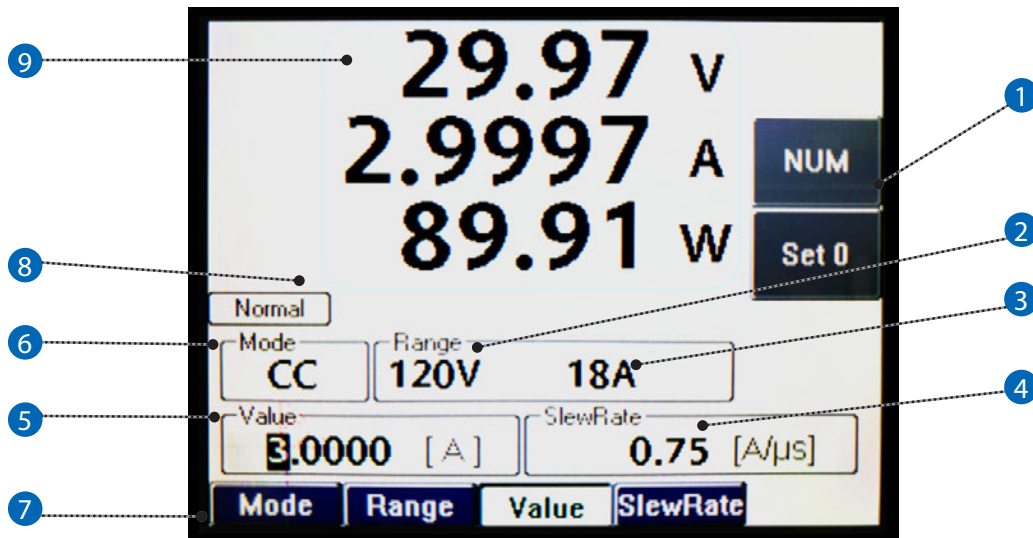 9
29.97 V
1
2.9997 A
NUM
2
89.91 W
Set 0
8
3
Normal
6
Mode
Range
CC
120V 18A
4
5
Value
SlewRate
3.0000 [A]
0.75 [A/µs]
7
Mode Range Value SlewRate